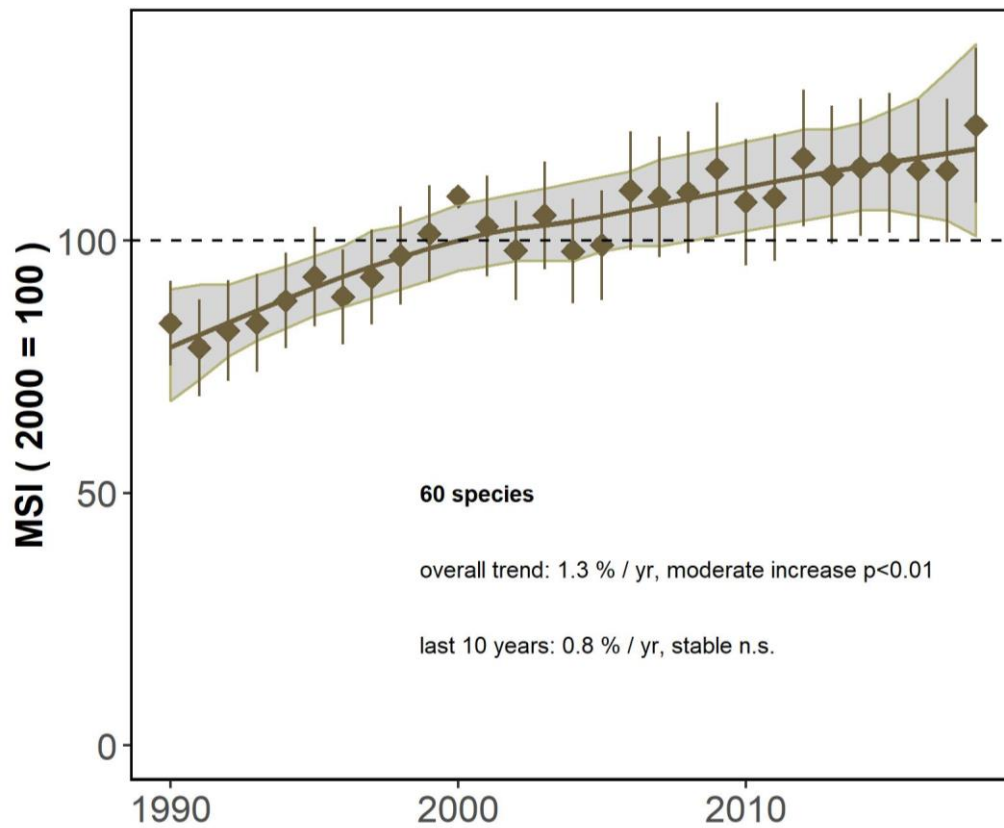 MSI ( 2000 = 100 )
100
50
0
60 species
overall trend: 1.3 % / yr, moderate increase p<0.01
last 10 years: 0.8 % / yr, stable n.s.
1990
2000
2010